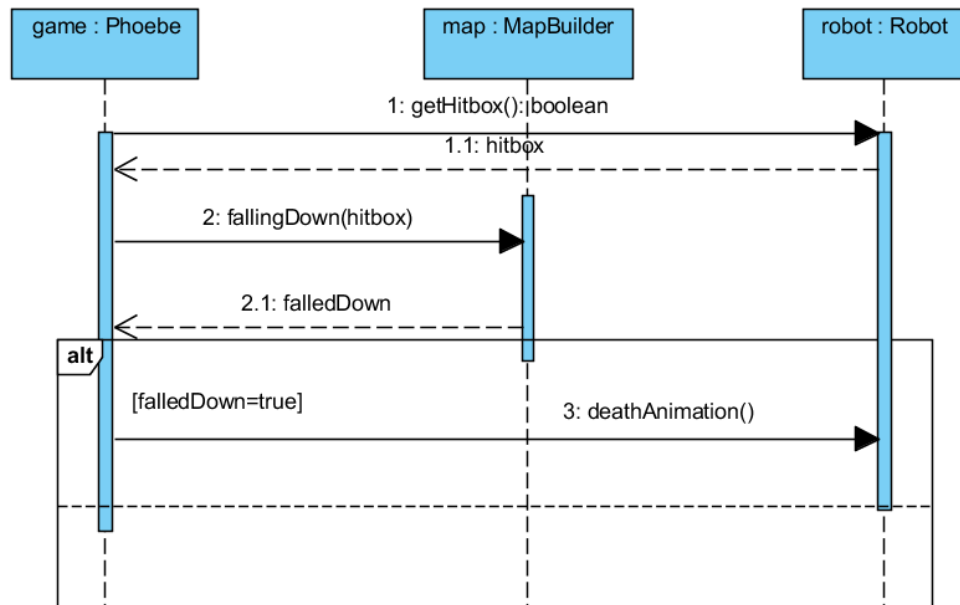 game : Phoebe
map : MapBuilder
robot : Robot
1: getHitbox(): boolean
1.1: hitbox
2: fallingDown(hitbox)
2.1: falledDown
alt
[falledDown=true]
3: deathAnimation()